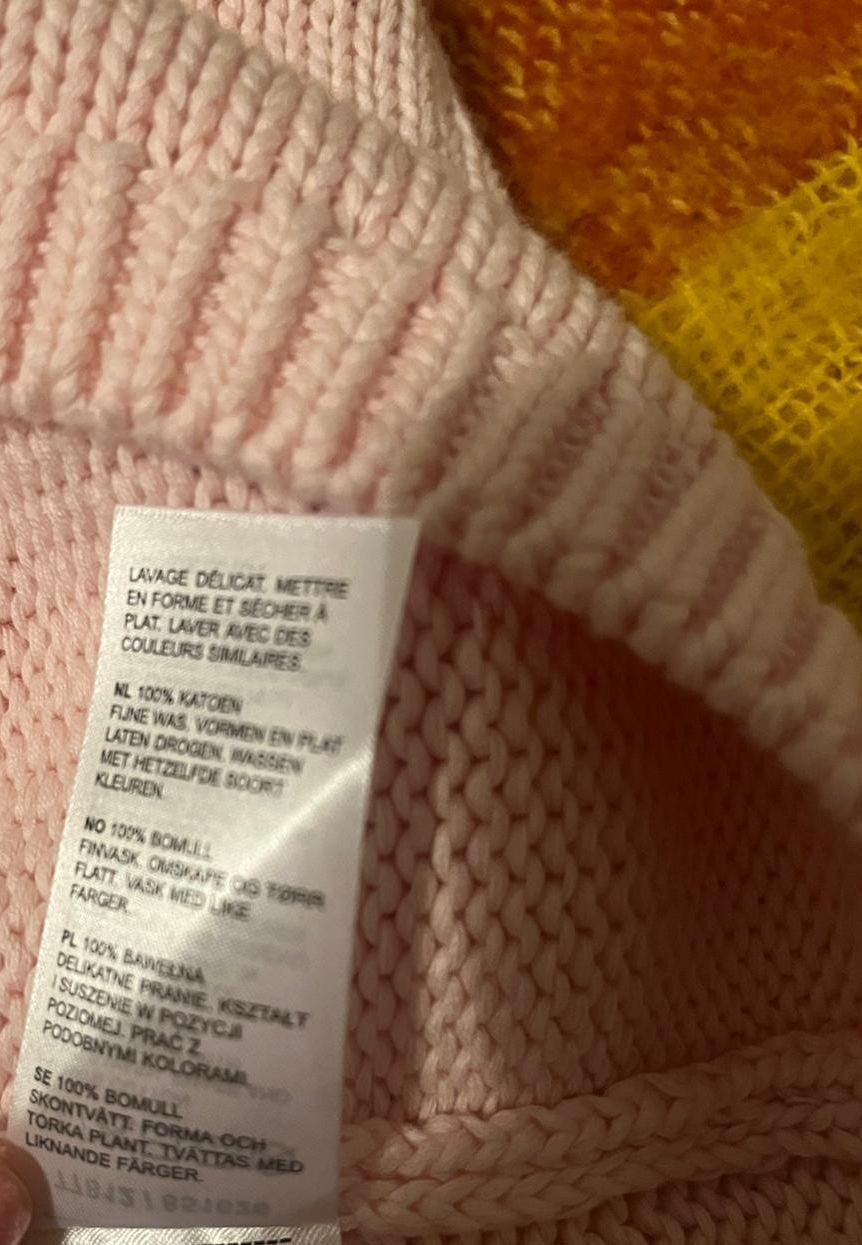 LAVAGE DÉLICAT. METTRE
EN FORME ET SÉCHER À
PLAT. LAVER AVEC DES
COULEURS SIMILAIRES.
NL 100% KATOEN
FIJNE WAS, VORMEN EN PLAT
LATEN DROGEN, WASSEN
MET HETZELFDE SOORT
KLEUREN.
NO 100% BOMULL
FINVASK. OMSKAPE OG TØRR
FLATT. VASK MED LIKE
FARGER.
PL 100% BAWEŁNA
DELIKATNE PRANIE. KSZTAŁT
I SUSZENIE W POZYCJI
POZIOMEJ. PRAĆ Z
PODOBNYMI KOLORAMI.
SE 100% BOMULL
SKONTVÄTT. FORMA OCH
TORKA PLANT. TVÄTTAS MED
LIKNANDE FÄRGER.